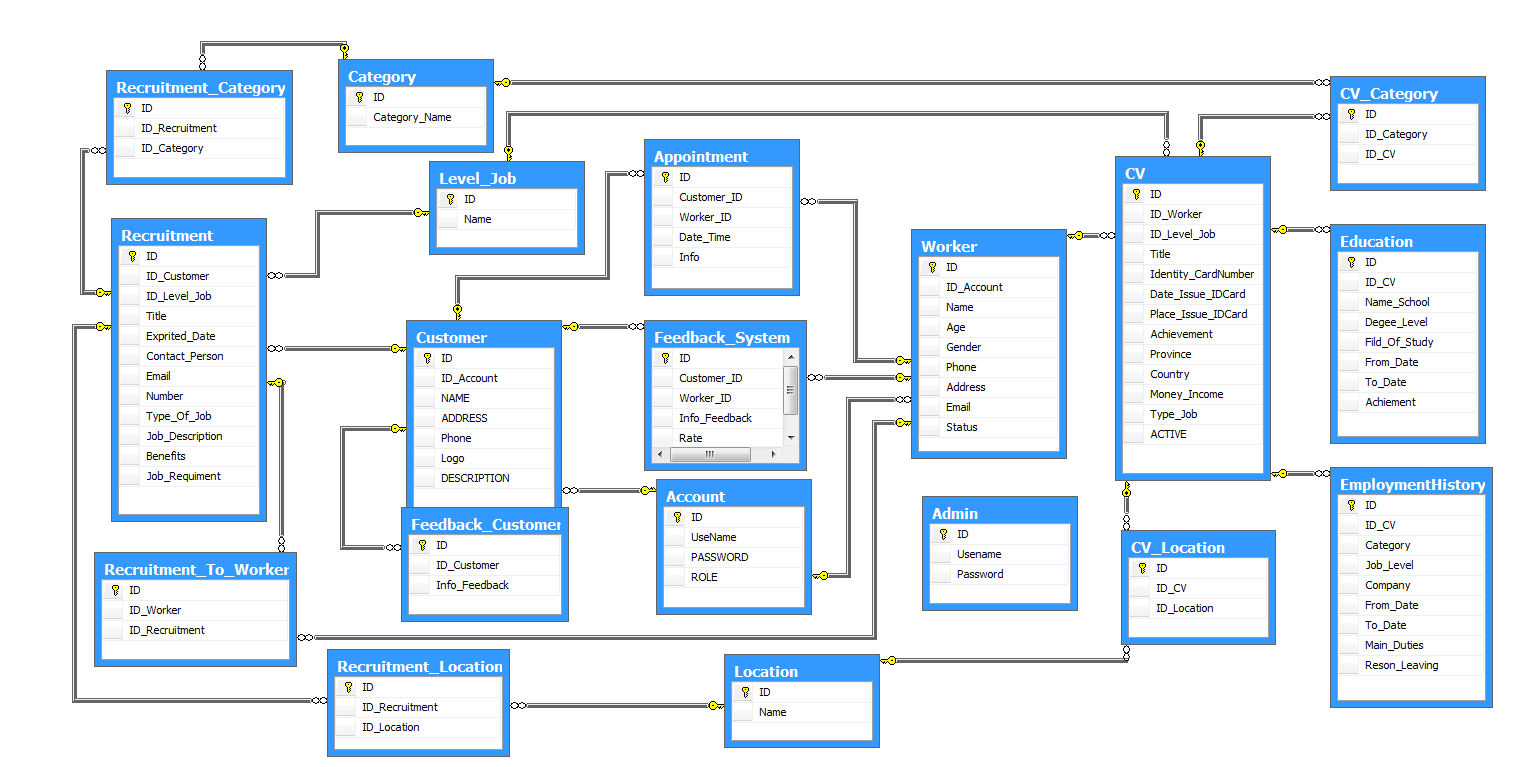 Recruitment_Category
ID
ID_Recruitment
ID_Category
Category
ID
Category_Name
Level_Job
ID
Name
Appointment
ID
Customer_ID
Worker_ID
Date_Time
Info
CV_Category
ID
ID_Category
ID_CV
Recruitment
ID
ID_Customer
ID_Level_Job
Title
Exprited_Date
Contact_Person
Email
Number
Type_Of_Job
Job_Description
Benefits
Job_Requiment
Customer
ID
ID_Account
NAME
ADDRESS
Phone
Logo
DESCRIPTION
Feedback_System
ID
Customer_ID
Worker_ID
Info_Feedback
Rate
Worker
ID
ID_Account
Name
Age
Gender
Phone
Address
Email
Status
CV
ID
ID_Worker
ID_Level_Job
Title
Identity_CardNumber
Date_Issue_IDCard
Place_Issue_IDCard
Achievement
Province
Country
Money_Income
Type_Job
ACTIVE
Education
ID
ID_CV
Name_School
Degee_Level
Fild_Of_Study
From_Date
To_Date
Achiement
Feedback_Customer
ID
ID_Customer
Info_Feedback
Account
ID
UseName
PASSWORD
ROLE
Admin
ID
Usename
Password
EmploymentHistory
ID
ID_CV
Category
Job_Level
Company
From_Date
To_Date
Main_Duties
Reson_Leaving
Recruitment_To_Worker
ID
ID_Worker
ID_Recruitment
CV_Location
ID
ID_CV
ID_Location
Recruitment_Location
ID
ID_Recruitment
ID_Location
Location
ID
Name